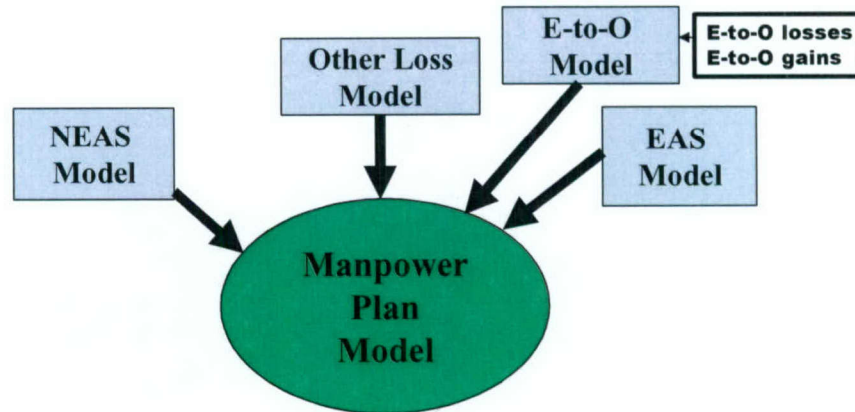 E-to-O
Model
E-to-O losses
E-to-O gains
Other Loss
Model
NEAS
Model
EAS
Model
Manpower
Plan
Model